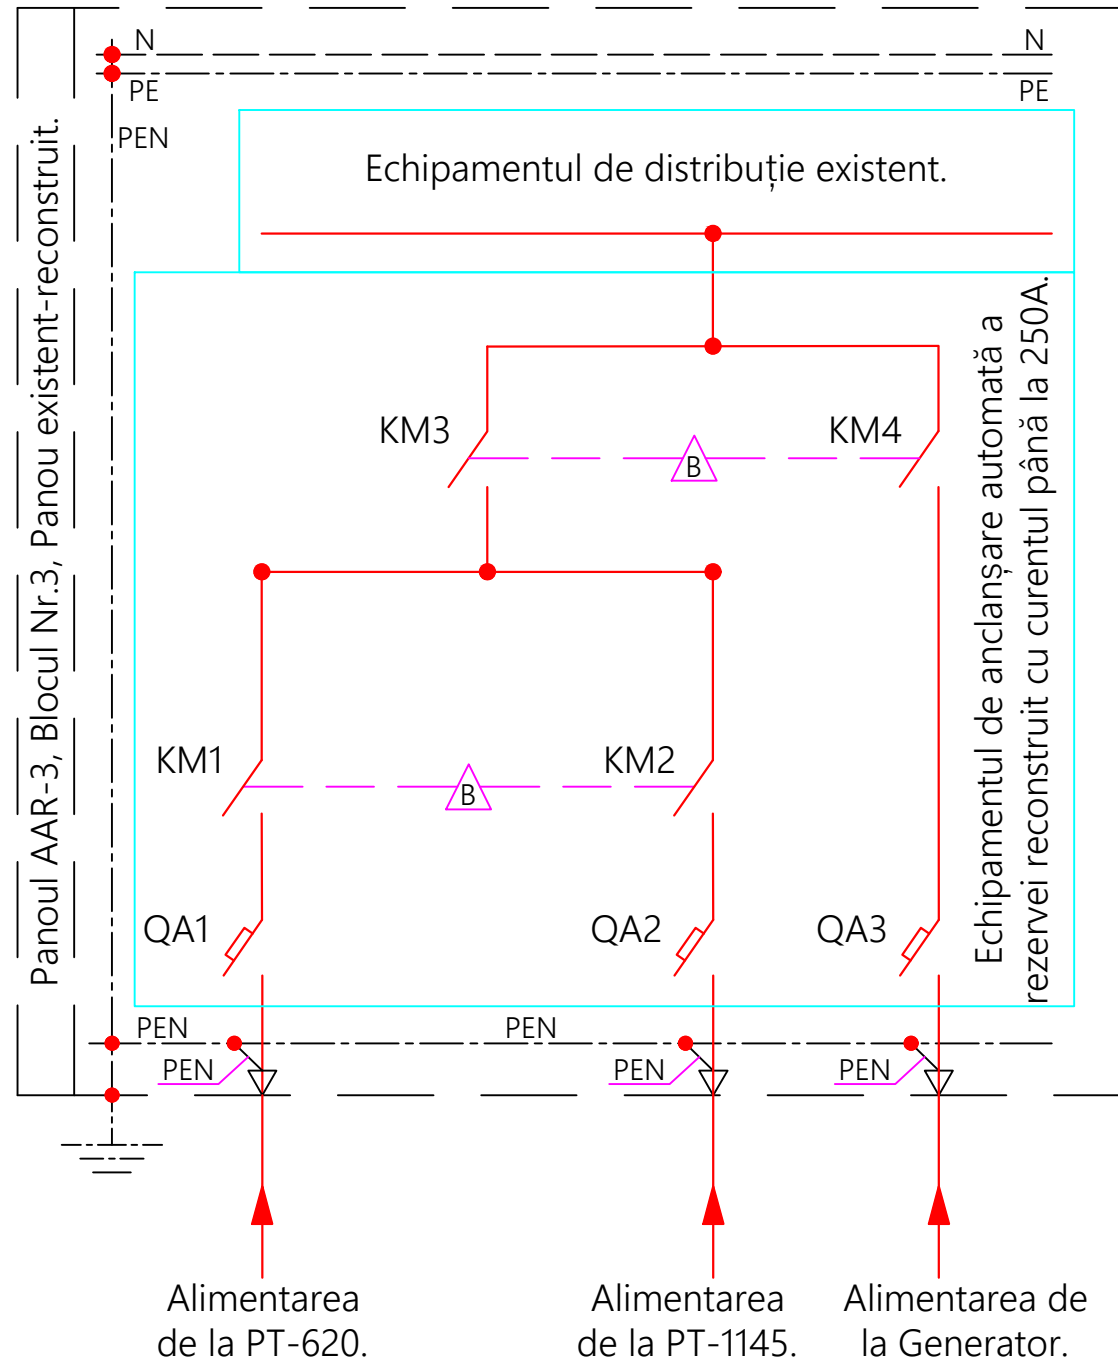 N
N
PE
PE
PEN
Echipamentul de distribuție existent.
Panoul AAR-3, Blocul Nr.3, Panou existent-reconstruit.
Echipamentul de anclanșare automată a
rezervei reconstruit cu curentul până la 250A.
KM3
B
KM4
KM1
B
KM2
QA1
QA2
QA3
PEN
PEN
PEN
PEN
PEN
Alimentarea
de la PT-620.
Alimentarea
de la PT-1145.
Alimentarea de
la Generator.